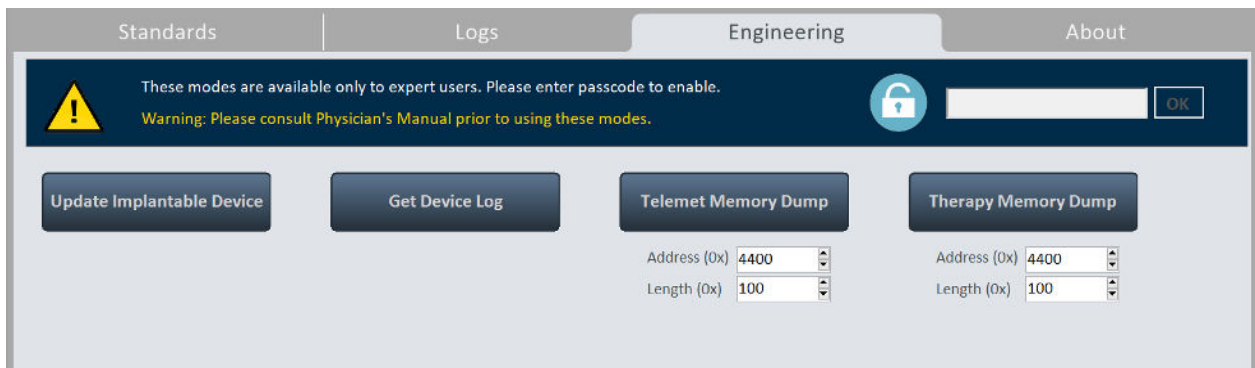 Standards Logs Engineering About
These modes are available only to expert users. Please enter passcode to enable.
Warning: Please consult Physician's Manual prior to using these modes.
OK
Update Implantable Device Get Device Log Telemet Memory Dump Therapy Memory Dump
Address (0x) 4400 Address (0x) 4400
Length (0x) 100 Length (0x) 100